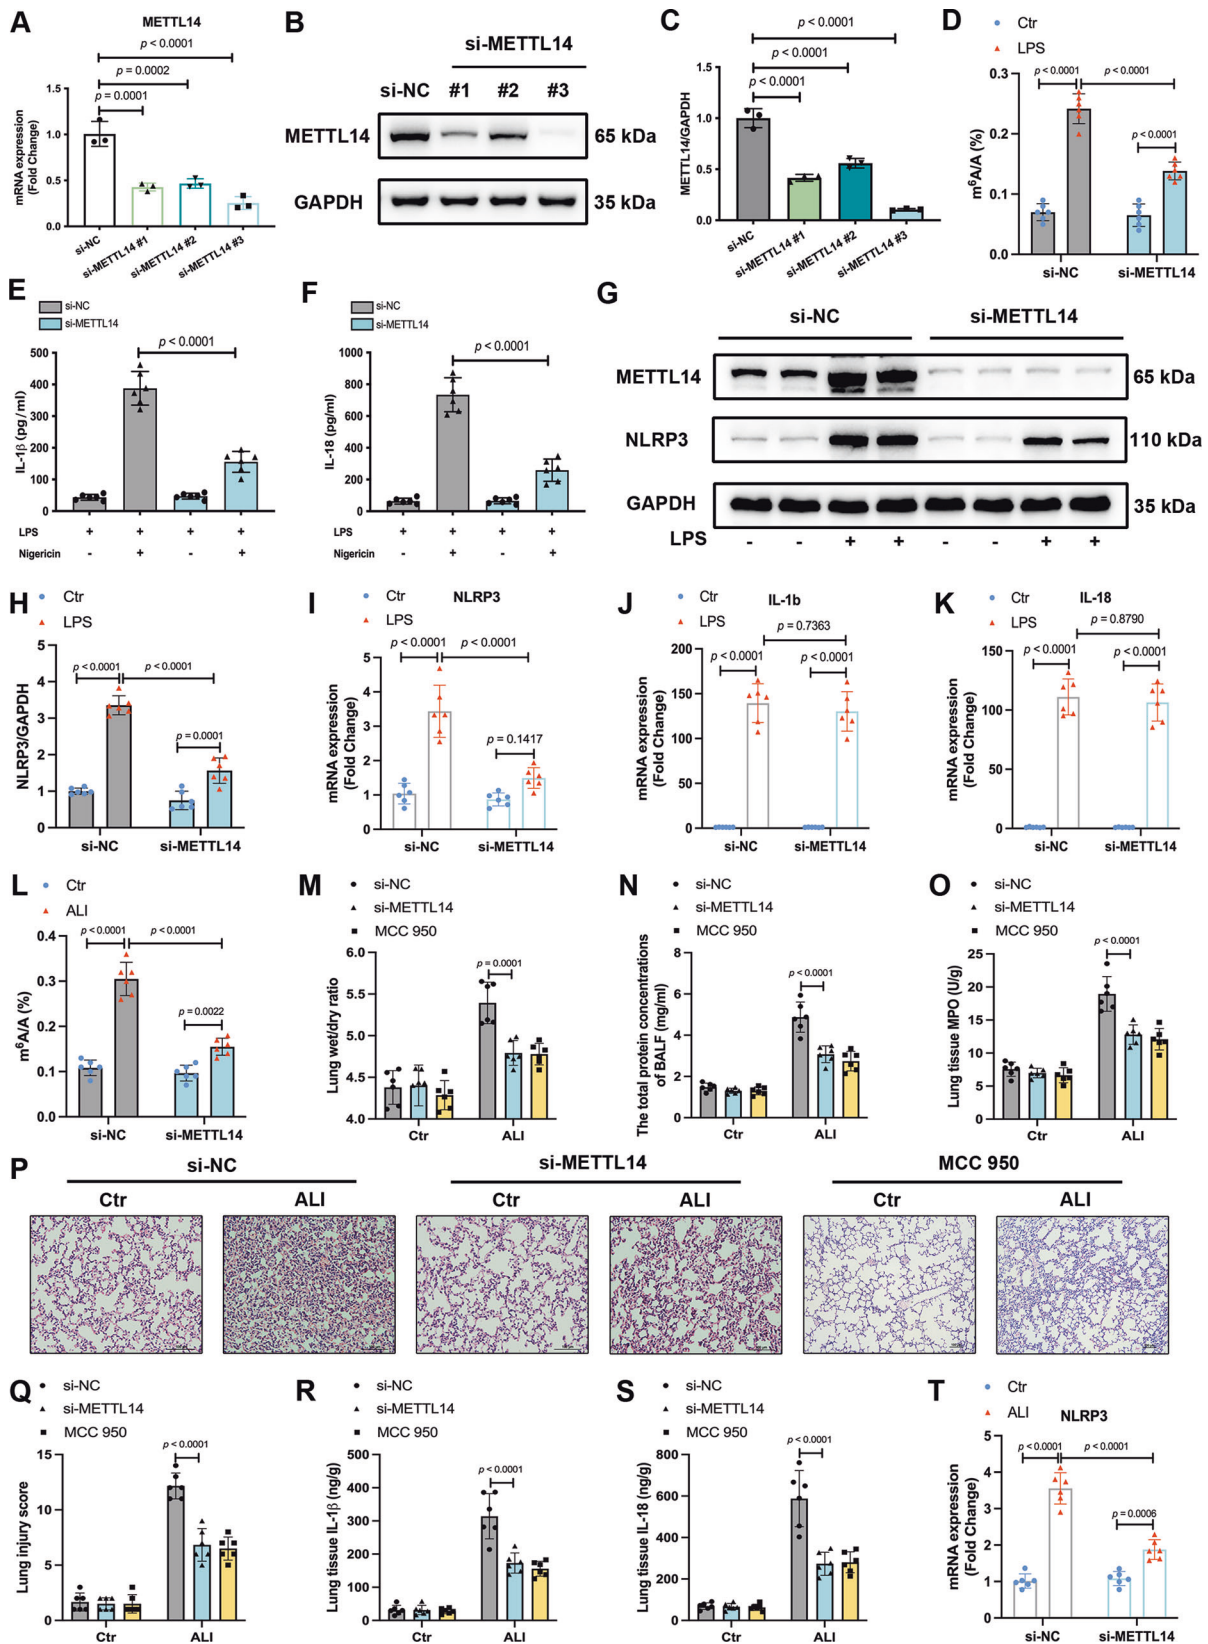 A
METTL14
p < 0.0001
p = 0.0002
p = 0.0001
mRNA expression
(Fold Change)
1.5
1.0
0.5
0.0
si-NC
si-METTL14 #1
si-METTL14 #2
si-METTL14 #3
B
si-METTL14
si-NC #1 #2 #3
METTL14 65 kDa
GAPDH 35 kDa
C
p < 0.0001
p < 0.0001
p < 0.0001
METTL14/GAPDH
1.5
1.0
0.5
0.0
si-NC
si-METTL14 #1
si-METTL14 #2
si-METTL14 #3
D
Ctr
LPS
p < 0.0001 p < 0.0001
p < 0.0001
m⁶A/A (%)
0.3
0.2
0.1
0.0
si-NC si-METTL14
E
si-NC
si-METTL14
p < 0.0001
IL-1β (pg/ml)
500
400
300
200
100
0
LPS + + + +
Nigericin - + - +
F
si-NC
si-METTL14
p < 0.0001
IL-18 (pg/ml)
1000
800
600
400
200
0
LPS + + + +
Nigericin - + - +
G
si-NC si-METTL14
METTL14 65 kDa
NLRP3 110 kDa
GAPDH 35 kDa
LPS - - + + - - + +
H
Ctr
LPS
p < 0.0001 p < 0.0001
p = 0.0001
NLRP3/GAPDH
5
4
3
2
1
0
si-NC si-METTL14
I
Ctr
NLRP3
LPS
p < 0.0001 p < 0.0001
p = 0.1417
mRNA expression
(Fold Change)
5
4
3
2
1
0
si-NC si-METTL14
J
Ctr
IL-1b
LPS
p = 0.7363
p < 0.0001 p < 0.0001
mRNA expression
(Fold Change)
200
150
100
50
0
si-NC si-METTL14
K
Ctr
IL-18
LPS
p = 0.8790
p < 0.0001 p < 0.0001
mRNA expression
(Fold Change)
150
100
50
0
si-NC si-METTL14
L
Ctr
ALI
p < 0.0001 p < 0.0001
p = 0.0022
m⁶A/A (%)
0.4
0.3
0.2
0.1
0.0
si-NC si-METTL14
M
si-NC
si-METTL14
MCC 950
p = 0.0001
Lung wet/dry ratio
6.0
5.5
5.0
4.5
4.0
Ctr ALI
N
si-NC
si-METTL14
MCC 950
p < 0.0001
The total protein concentrations
of BALF (mg/ml)
8
6
4
2
0
Ctr ALI
O
si-NC
si-METTL14
MCC 950
p < 0.0001
Lung tissue MPO (U/g)
25
20
15
10
5
0
Ctr ALI
P
si-NC si-METTL14 MCC 950
Ctr ALI Ctr ALI Ctr ALI
Q
si-NC
si-METTL14
MCC 950
p < 0.0001
Lung injury score
15
10
5
0
Ctr ALI
R
si-NC
si-METTL14
MCC 950
p < 0.0001
Lung tissue IL-1β (ng/g)
500
400
300
200
100
0
Ctr ALI
S
si-NC
si-METTL14
MCC 950
p < 0.0001
Lung tissue IL-18 (ng/g)
800
600
400
200
0
Ctr ALI
T
Ctr
ALI
NLRP3
p < 0.0001 p < 0.0001
p = 0.0006
mRNA expression
(Fold Change)
5
4
3
2
1
0
si-NC si-METTL14